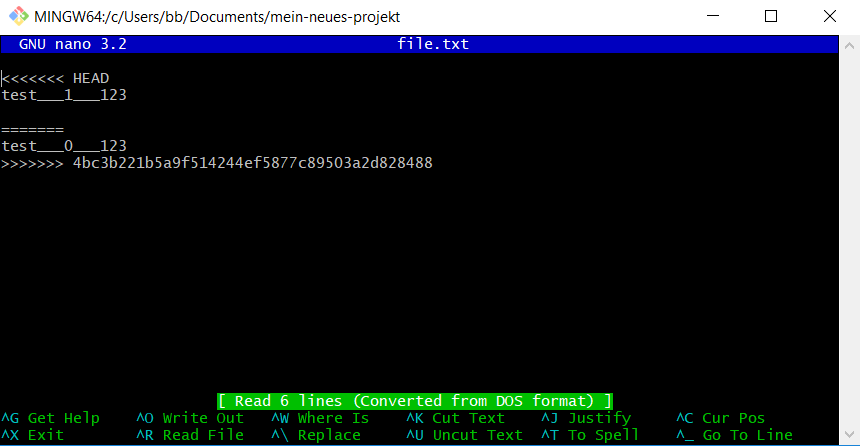 MINGW64:/c/Users/bb/Documents/mein-neues-projekt
GNU nano 3.2 file.txt
<<<<<<< HEAD
test___1___123
=======
test___0___123
>>>>>>> 4bc3b221b5a9f514244ef5877c89503a2d828488
[ Read 6 lines (Converted from DOS format) ]
^G Get Help ^O Write Out ^W Where Is ^K Cut Text ^J Justify ^C Cur Pos
^X Exit ^R Read File ^\ Replace ^U Uncut Text ^T To Spell ^_ Go To Line